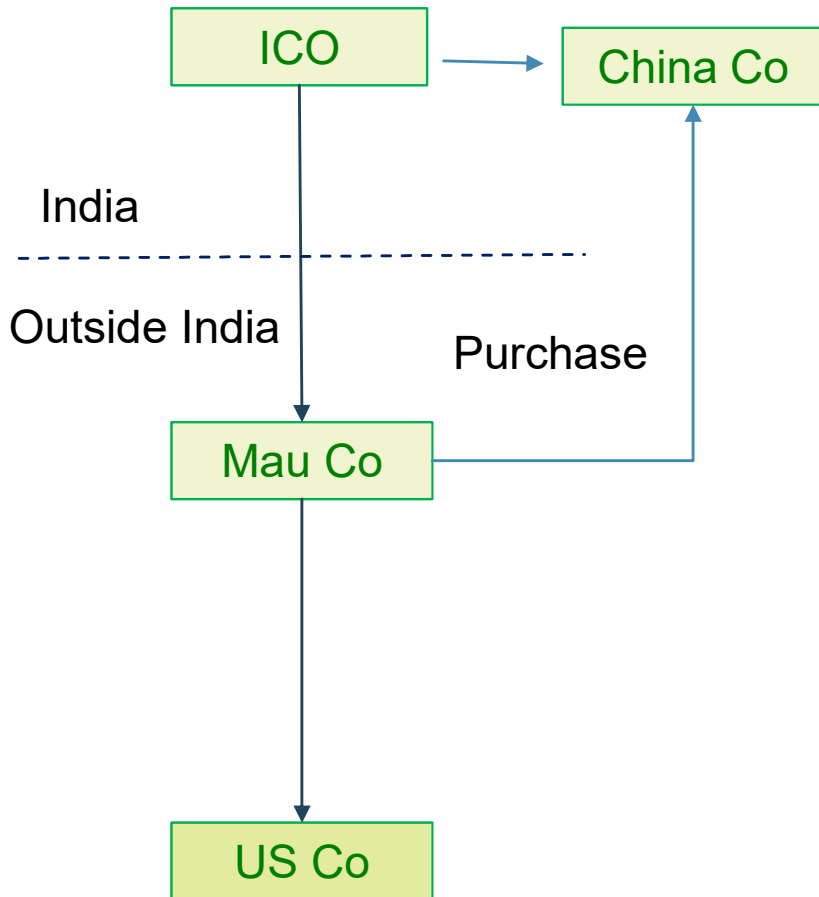 ICO
China Co
India
Outside India
Purchase
Mau Co
US Co